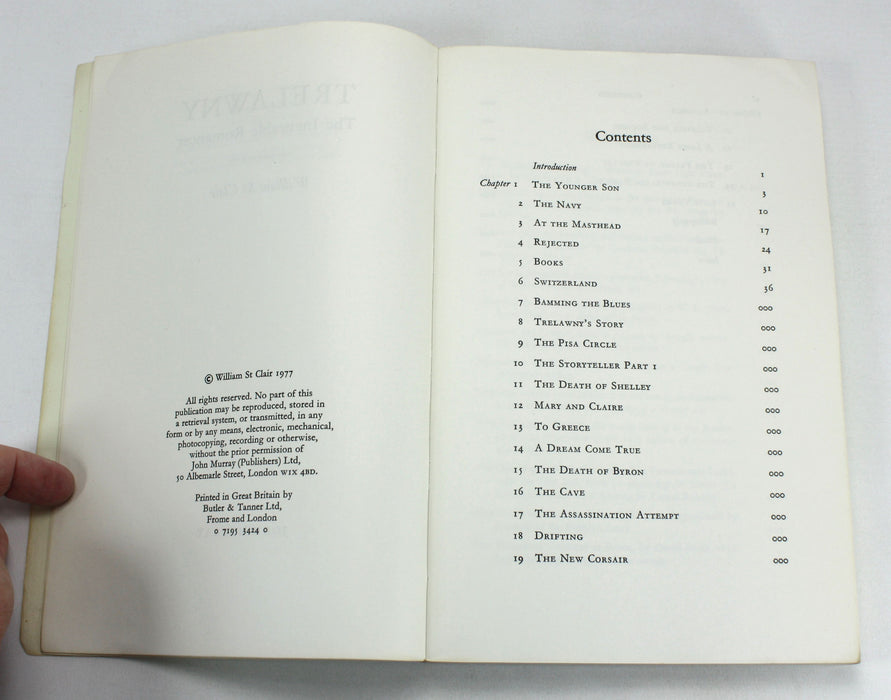 TRELAWNY
The Incurable Romancer
William St Clair
© William St Clair 1977
All rights reserved. No part of this
publication may be reproduced, stored in
a retrieval system, or transmitted, in any
form or by any means, electronic, mechanical,
photocopying, recording or otherwise,
without the prior permission of
John Murray (Publishers) Ltd,
50 Albemarle Street, London W1X 4BD.
Printed in Great Britain by
Butler & Tanner Ltd,
Frome and London
0 7195 3424 0
Contents
Introduction 1
Chapter 1 The Younger Son 3
2 The Navy 10
3 At the Masthead 17
4 Rejected 24
5 Books 31
6 Switzerland 36
7 Bamming the Blues 000
8 Trelawny's Story 000
9 The Pisa Circle 000
10 The Storyteller Part 1 000
11 The Death of Shelley 000
12 Mary and Claire 000
13 To Greece 000
14 A Dream Come True 000
15 The Death of Byron 000
16 The Cave 000
17 The Assassination Attempt 000
18 Drifting 000
19 The New Corsair 000